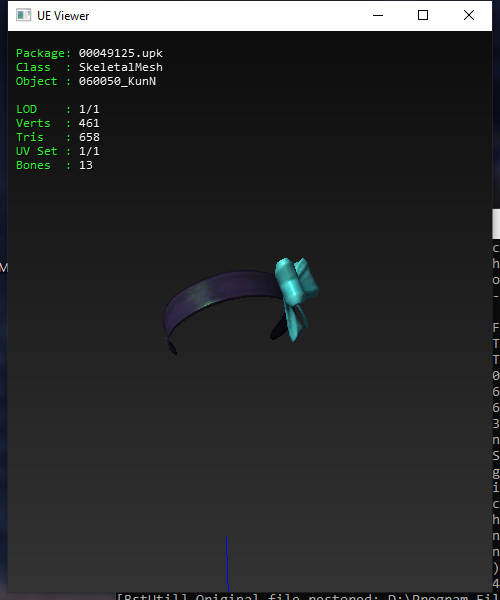 UE Viewer
Package: 00049125.upk
Class  : SkeletalMesh
Object : 060050_KunN
LOD    : 1/1
Verts  : 461
Tris   : 658
UV Set : 1/1
Bones  : 13
M
c
h
o
-
F
T
T
0
6
6
3
n
S
g
i
c
h
n
n
)
4
[BstUtil] Original file restored: D:\Program Fil